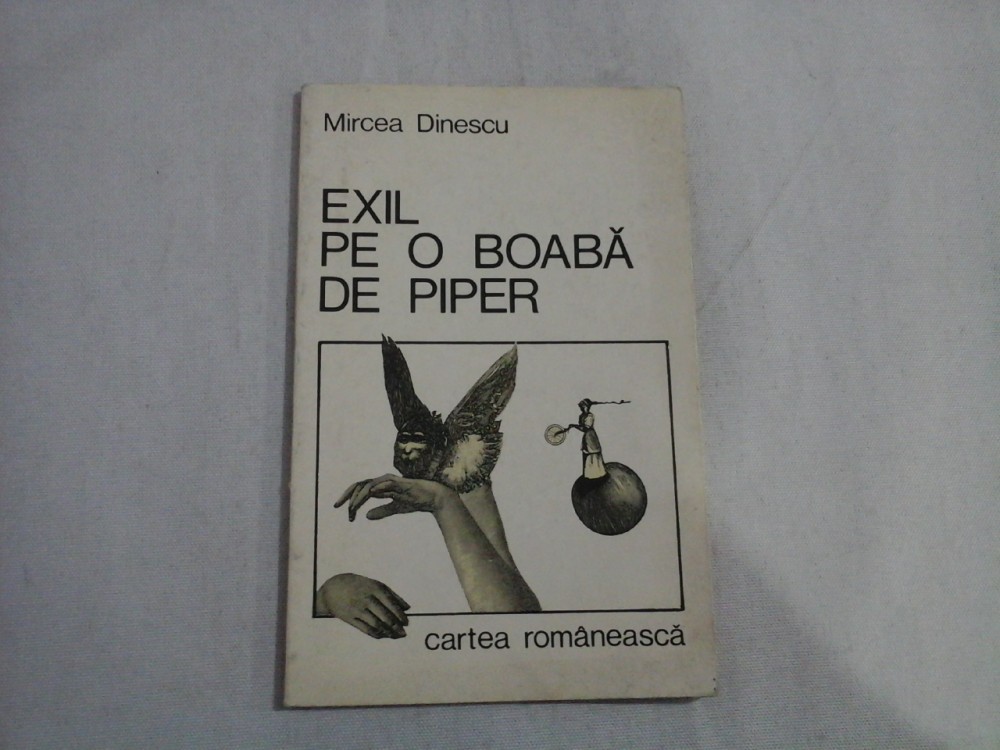 Mircea Dinescu
EXIL
PE O BOABĂ
DE PIPER
cartea românească